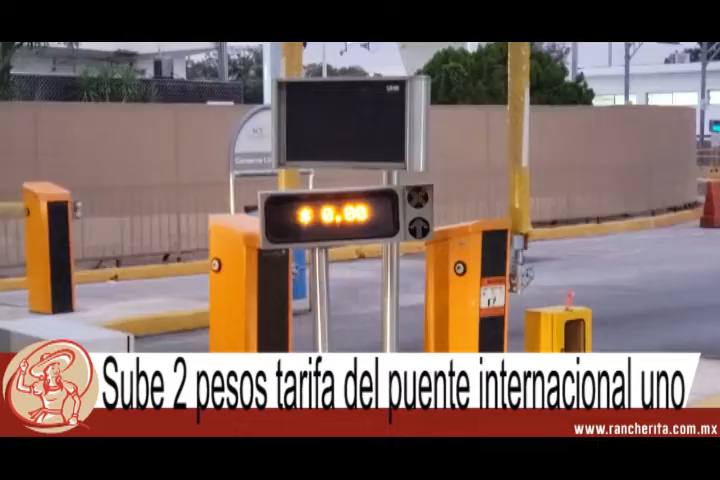 $ 0.00
Sube 2 pesos tarifa del puente internacional uno
www.rancherita.com.mx